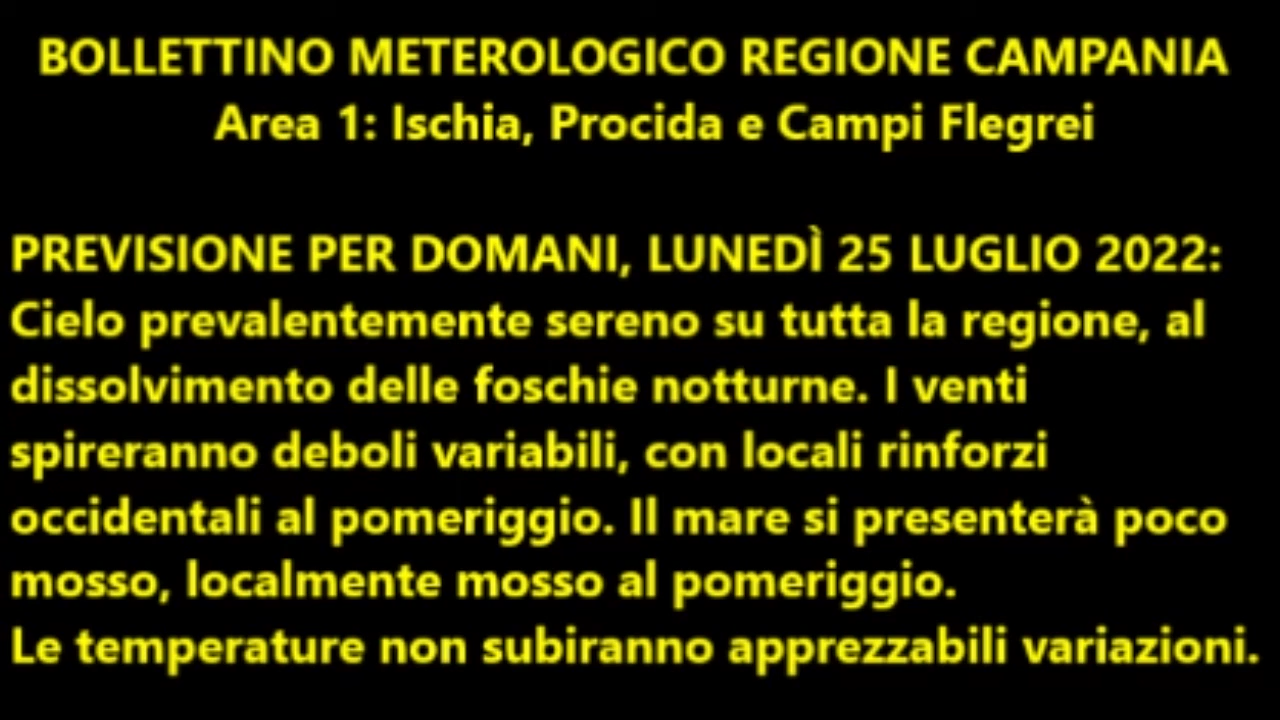 BOLLETTINO METEROLOGICO REGIONE CAMPANIA
Area 1: Ischia, Procida e Campi Flegrei
PREVISIONE PER DOMANI, LUNEDÌ 25 LUGLIO 2022:
Cielo prevalentemente sereno su tutta la regione, al
dissolvimento delle foschie notturne. I venti
spireranno deboli variabili, con locali rinforzi
occidentali al pomeriggio. Il mare si presenterà poco
mosso, localmente mosso al pomeriggio.
Le temperature non subiranno apprezzabili variazioni.